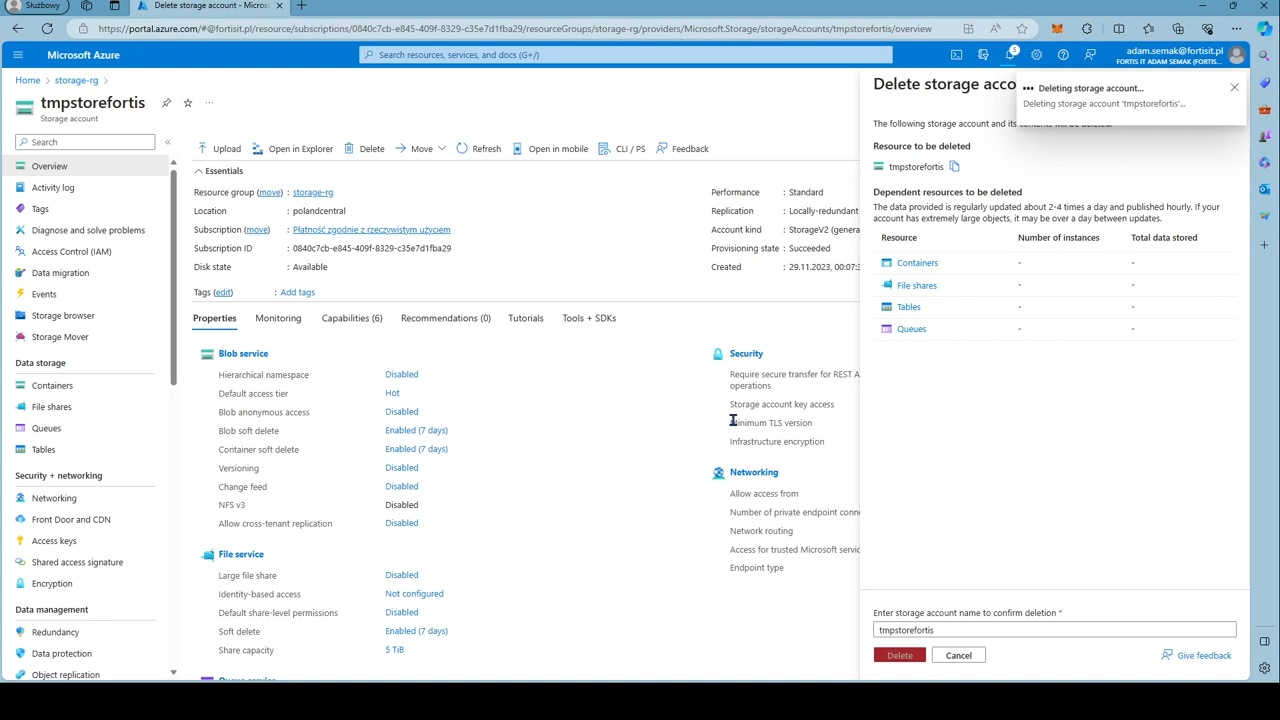 Służbowy
Delete storage account - Micros
https://portal.azure.com/#@fortisit.pl/resource/subscriptions/0840c7cb-e845-409f-8329-c35e7d1fba29/resourceGroups/storage-rg/providers/Microsoft.Storage/storageAccounts/tmpstorefortis/overview
Microsoft Azure
Search resources, services, and docs (G+/)
5
adam.semak@fortisit.pl
FORTIS IT ADAM SEMAK (FORTIS...
Home > storage-rg >
tmpstorefortis
Storage account
Search
Overview
Activity log
Tags
Diagnose and solve problems
Access Control (IAM)
Data migration
Events
Storage browser
Storage Mover
Data storage
Containers
File shares
Queues
Tables
Security + networking
Networking
Front Door and CDN
Access keys
Shared access signature
Encryption
Data management
Redundancy
Data protection
Object replication
Upload
Open in Explorer
Delete
Move
Refresh
Open in mobile
CLI / PS
Feedback
Essentials
Resource group (move) : storage-rg
Location : polandcentral
Subscription (move) : Płatność zgodnie z rzeczywistym użyciem
Subscription ID : 0840c7cb-e845-409f-8329-c35e7d1fba29
Disk state : Available
Tags (edit) : Add tags
Performance : Standard
Replication : Locally-redundant
Account kind : StorageV2 (genera
Provisioning state : Succeeded
Created : 29.11.2023, 00:07:3
Properties
Monitoring
Capabilities (6)
Recommendations (0)
Tutorials
Tools + SDKs
Blob service
Hierarchical namespace Disabled
Default access tier Hot
Blob anonymous access Disabled
Blob soft delete Enabled (7 days)
Container soft delete Enabled (7 days)
Versioning Disabled
Change feed Disabled
NFS v3 Disabled
Allow cross-tenant replication Disabled
File service
Large file share Disabled
Identity-based access Not configured
Default share-level permissions Disabled
Soft delete Enabled (7 days)
Share capacity 5 TiB
Security
Require secure transfer for REST A
operations
Storage account key access
Minimum TLS version
Infrastructure encryption
Networking
Allow access from
Number of private endpoint conne
Network routing
Access for trusted Microsoft servic
Endpoint type
Delete storage acco
Deleting storage account...
Deleting storage account 'tmpstorefortis'...
The following storage account and its contents will be deleted.
Resource to be deleted
tmpstorefortis
Dependent resources to be deleted
The data provided is regularly updated about 2-4 times a day and published hourly. If your
account has extremely large objects, it may be over a day between updates.
Resource Number of instances Total data stored
Containers - -
File shares - -
Tables - -
Queues - -
Enter storage account name to confirm deletion *
tmpstorefortis
Delete
Cancel
Give feedback